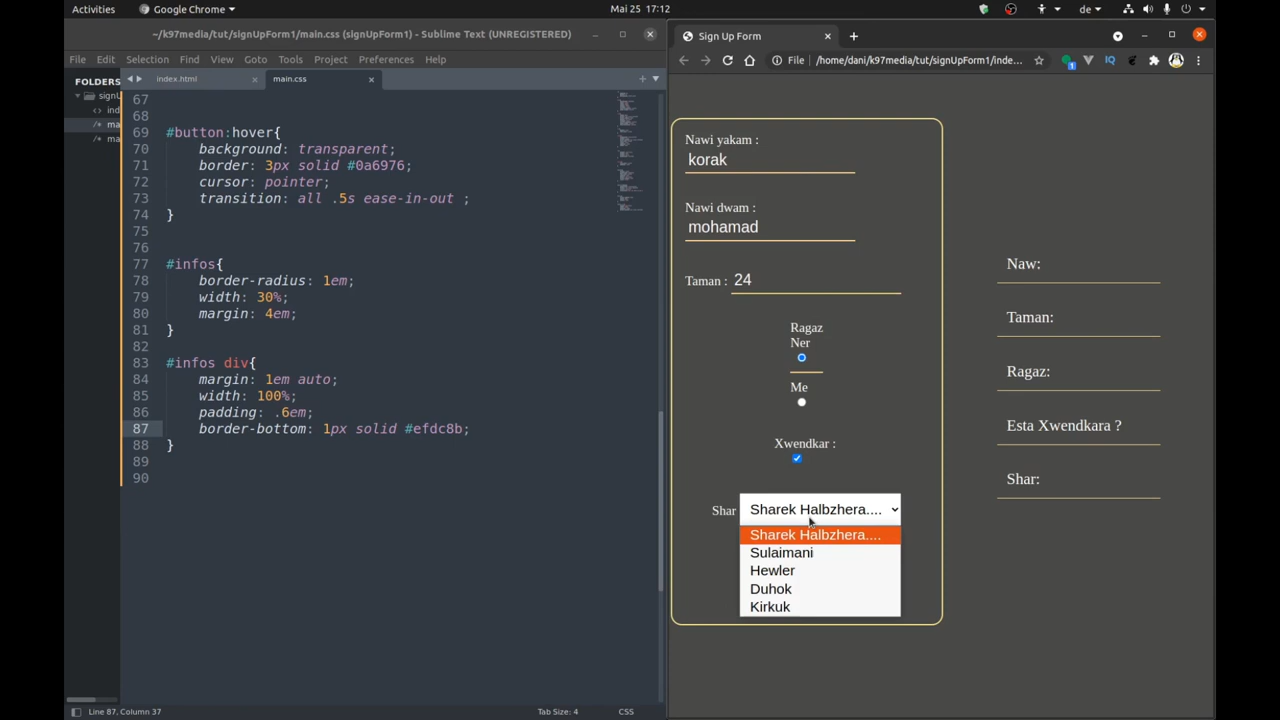 Activities
Google Chrome
Mai 25 17:12
de
~/k97media/tut/signUpForm1/main.css (signUpForm1) - Sublime Text (UNREGISTERED)
File Edit Selection Find View Goto Tools Project Preferences Help
FOLDERS
signU
ind
ma
ma
index.html
main.css
67
68
69 #button:hover{
70 background: transparent;
71 border: 3px solid #0a6976;
72 cursor: pointer;
73 transition: all .5s ease-in-out ;
74 }
75
76
77 #infos{
78 border-radius: 1em;
79 width: 30%;
80 margin: 4em;
81 }
82
83 #infos div{
84 margin: 1em auto;
85 width: 100%;
86 padding: .6em;
87 border-bottom: 1px solid #efdc8b;
88 }
89
90
Line 87, Column 37
Tab Size: 4
CSS
Sign Up Form
File /home/dani/k97media/tut/signUpForm1/inde…
1
IQ
Nawi yakam :
korak
Nawi dwam :
mohamad
Taman : 24
Ragaz
Ner
Me
Xwendkar :
Shar Sharek Halbzhera....
Sharek Halbzhera....
Sulaimani
Hewler
Duhok
Kirkuk
Naw:
Taman:
Ragaz:
Esta Xwendkara ?
Shar: